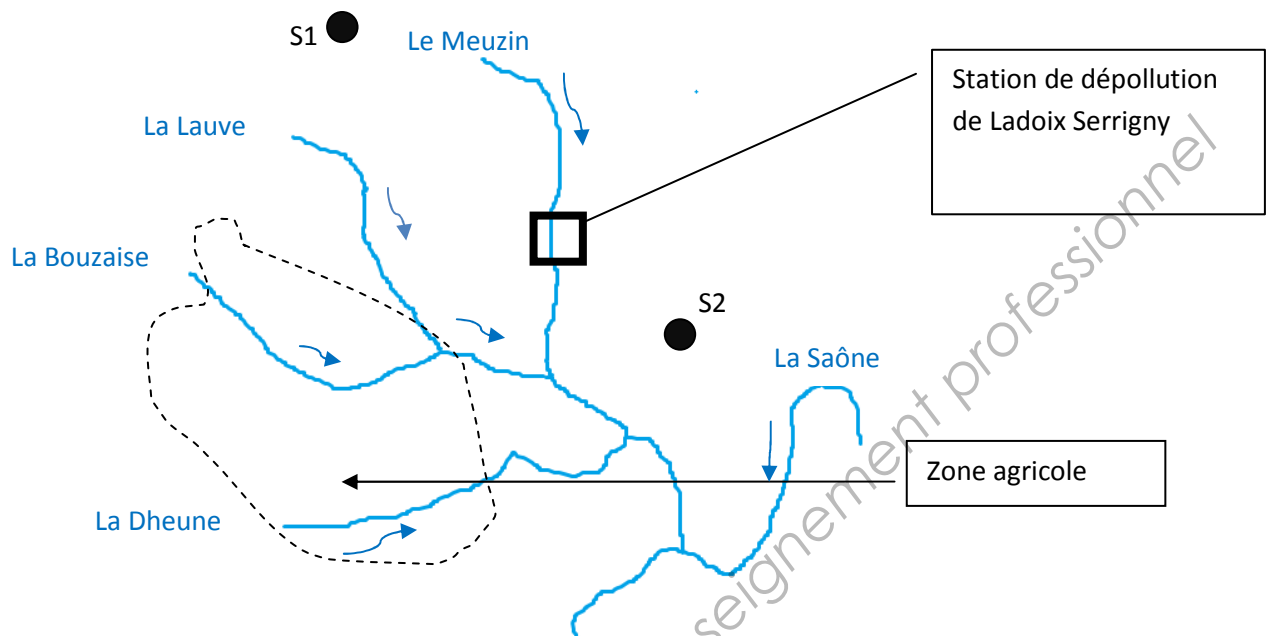 S1
Le Meuzin
Station de dépollution
de Ladoix Serrigny
La Lauve
La Bouzaise
S2
La Saône
Zone agricole
La Dheune
seignement professionnel